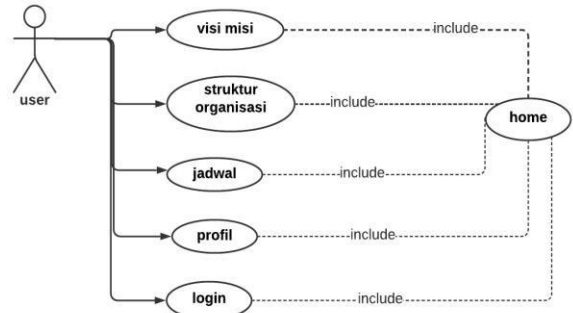 visi misi
include
struktur
organisasi
include
user
home
jadwal
include
profil
include
login
include